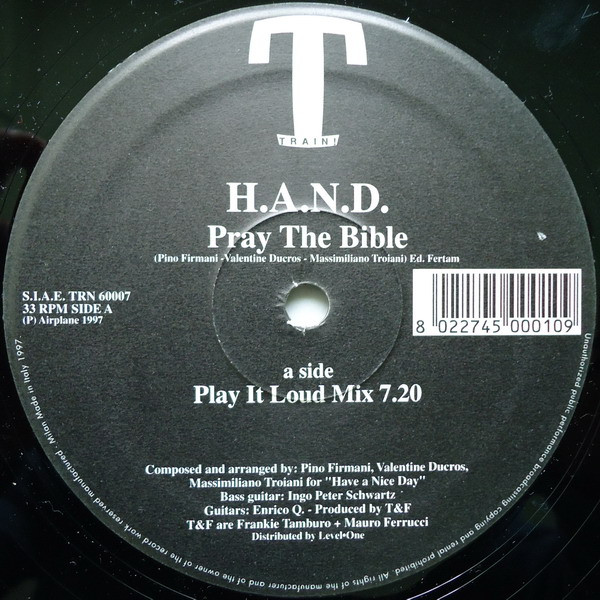 T
TRAIN!
H.A.N.D.
Pray The Bible
(Pino Firmani -Valentine Ducros - Massimiliano Troiani) Ed. Fertam
S.I.A.E. TRN 60007
33 RPM SIDE A
(P) Airplane 1997
8 022745 000109
a side
Play It Loud Mix 7.20
Composed and arranged by: Pino Firmani, Valentine Ducros,
Massimiliano Troiani for "Have a Nice Day"
Bass guitar: Ingo Peter Schwartz
Guitars: Enrico Q. - Produced by T&F
T&F are Frankie Tamburo + Mauro Ferrucci
Distributed by Level•One
Unauthorized public performance broadcasting copying and rental prohibited. All rights of the manufacturer and of the owner of the record work reserved manufactured - Milan Made in Italy 1997.